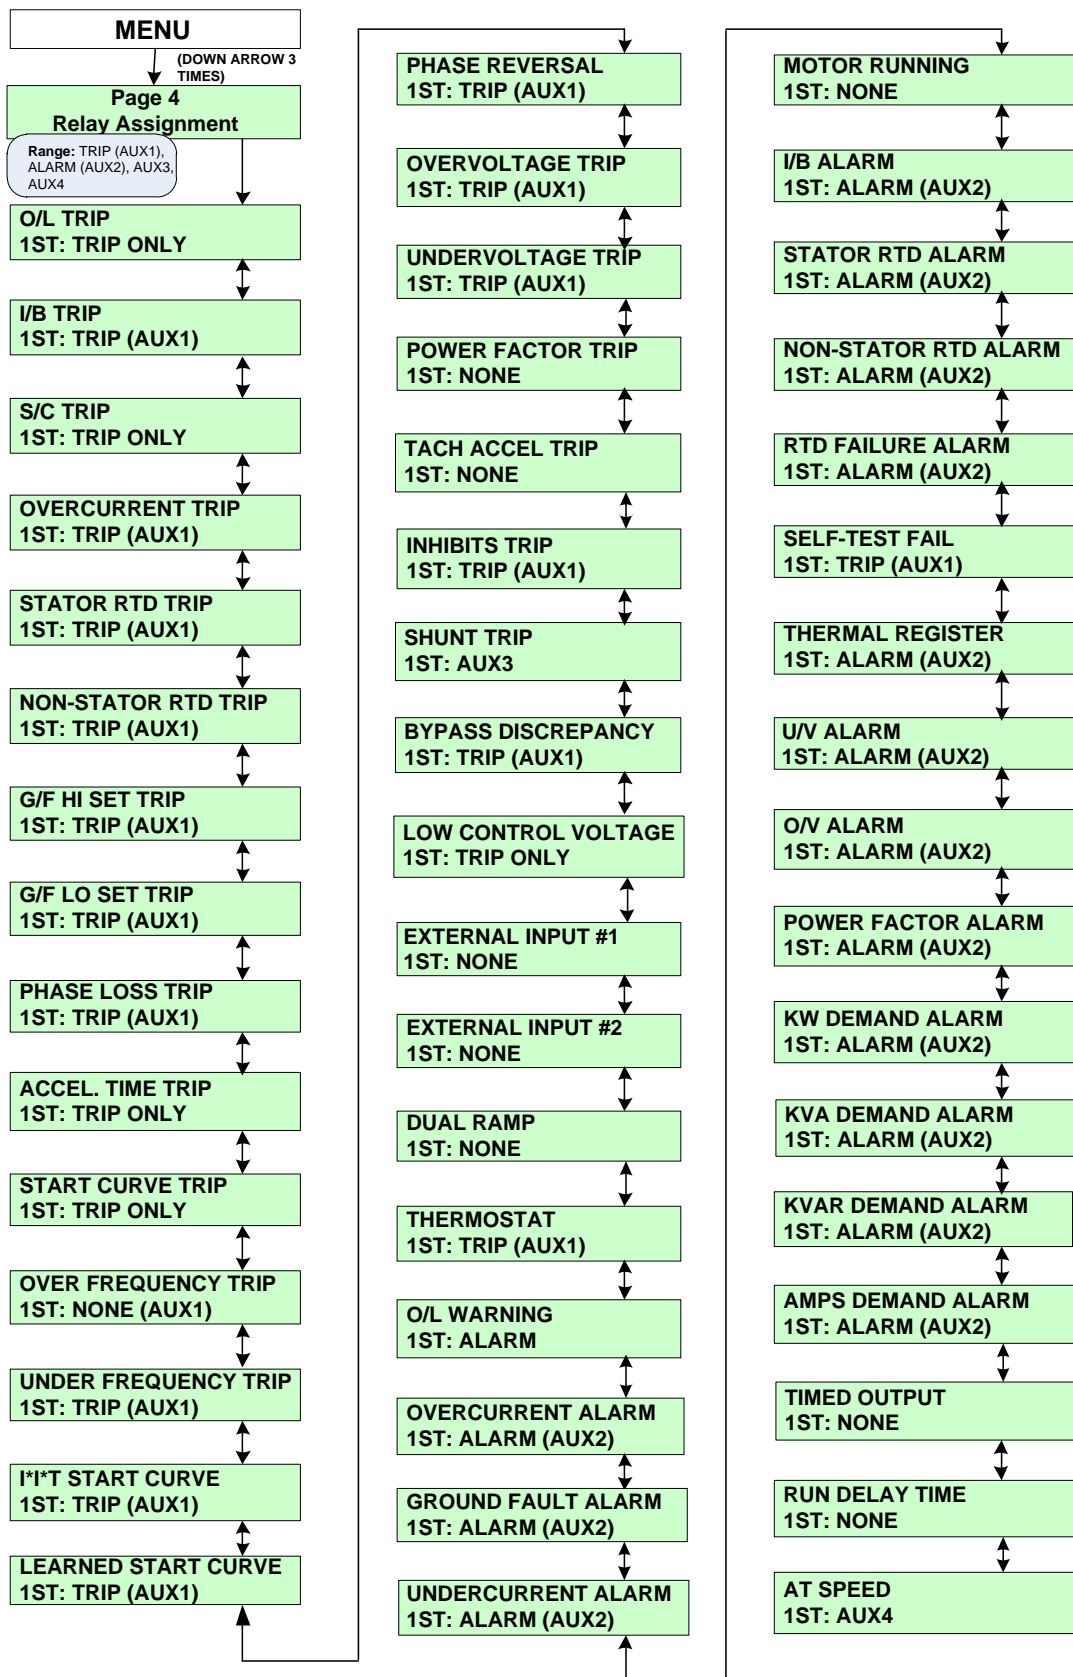 MENU
(DOWN ARROW 3
TIMES)
Page 4
Relay Assignment
Range: TRIP (AUX1),
ALARM (AUX2), AUX3,
AUX4
O/L TRIP
1ST: TRIP ONLY
I/B TRIP
1ST: TRIP (AUX1)
S/C TRIP
1ST: TRIP ONLY
OVERCURRENT TRIP
1ST: TRIP (AUX1)
STATOR RTD TRIP
1ST: TRIP (AUX1)
NON-STATOR RTD TRIP
1ST: TRIP (AUX1)
G/F HI SET TRIP
1ST: TRIP (AUX1)
G/F LO SET TRIP
1ST: TRIP (AUX1)
PHASE LOSS TRIP
1ST: TRIP (AUX1)
ACCEL. TIME TRIP
1ST: TRIP ONLY
START CURVE TRIP
1ST: TRIP ONLY
OVER FREQUENCY TRIP
1ST: NONE (AUX1)
UNDER FREQUENCY TRIP
1ST: TRIP (AUX1)
I*I*T START CURVE
1ST: TRIP (AUX1)
LEARNED START CURVE
1ST: TRIP (AUX1)
PHASE REVERSAL
1ST: TRIP (AUX1)
OVERVOLTAGE TRIP
1ST: TRIP (AUX1)
UNDERVOLTAGE TRIP
1ST: TRIP (AUX1)
POWER FACTOR TRIP
1ST: NONE
TACH ACCEL TRIP
1ST: NONE
INHIBITS TRIP
1ST: TRIP (AUX1)
SHUNT TRIP
1ST: AUX3
BYPASS DISCREPANCY
1ST: TRIP (AUX1)
LOW CONTROL VOLTAGE
1ST: TRIP ONLY
EXTERNAL INPUT #1
1ST: NONE
EXTERNAL INPUT #2
1ST: NONE
DUAL RAMP
1ST: NONE
THERMOSTAT
1ST: TRIP (AUX1)
O/L WARNING
1ST: ALARM
OVERCURRENT ALARM
1ST: ALARM (AUX2)
GROUND FAULT ALARM
1ST: ALARM (AUX2)
UNDERCURRENT ALARM
1ST: ALARM (AUX2)
MOTOR RUNNING
1ST: NONE
I/B ALARM
1ST: ALARM (AUX2)
STATOR RTD ALARM
1ST: ALARM (AUX2)
NON-STATOR RTD ALARM
1ST: ALARM (AUX2)
RTD FAILURE ALARM
1ST: ALARM (AUX2)
SELF-TEST FAIL
1ST: TRIP (AUX1)
THERMAL REGISTER
1ST: ALARM (AUX2)
U/V ALARM
1ST: ALARM (AUX2)
O/V ALARM
1ST: ALARM (AUX2)
POWER FACTOR ALARM
1ST: ALARM (AUX2)
KW DEMAND ALARM
1ST: ALARM (AUX2)
KVA DEMAND ALARM
1ST: ALARM (AUX2)
KVAR DEMAND ALARM
1ST: ALARM (AUX2)
AMPS DEMAND ALARM
1ST: ALARM (AUX2)
TIMED OUTPUT
1ST: NONE
RUN DELAY TIME
1ST: NONE
AT SPEED
1ST: AUX4